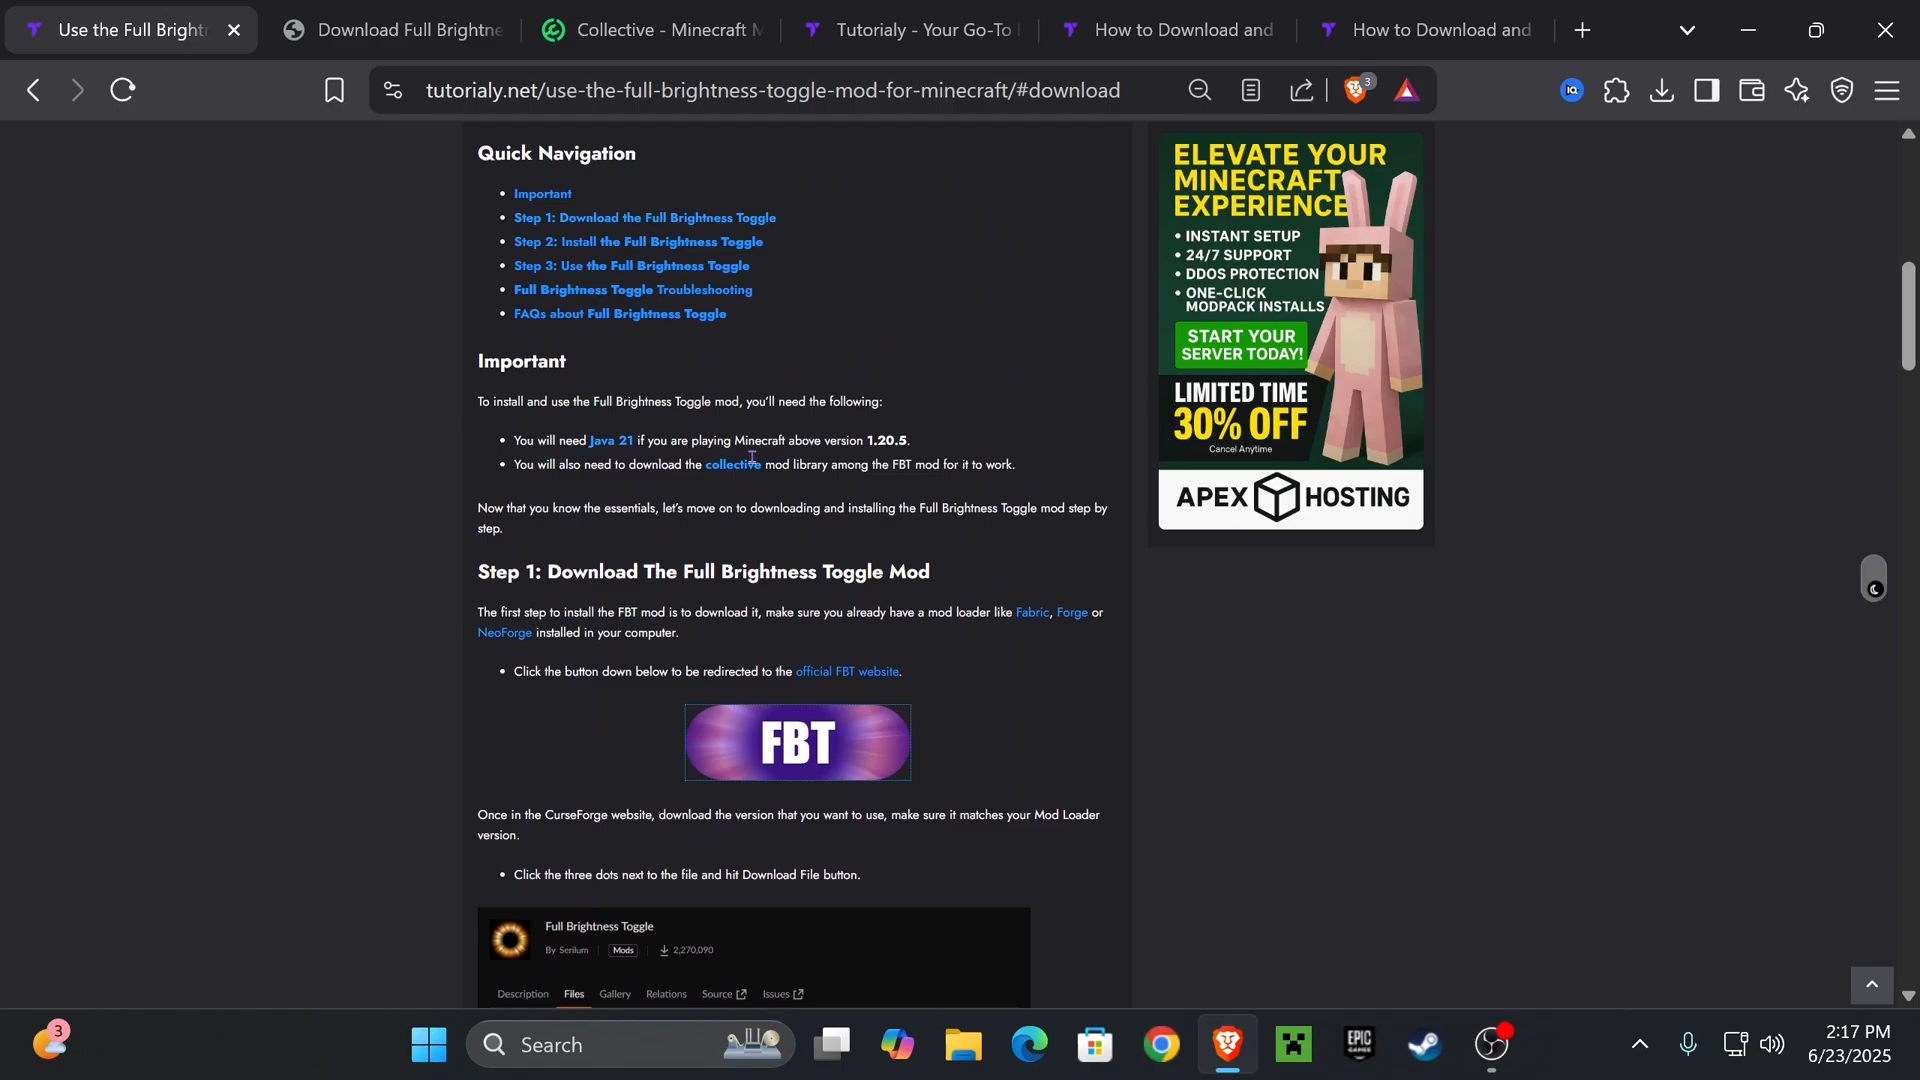 Use the Full Bright
Download Full Brightne
Collective - Minecraft M
Tutorialy - Your Go-To
How to Download and
How to Download and
tutorialy.net/use-the-full-brightness-toggle-mod-for-minecraft/#download
3
Quick Navigation
Important
Step 1: Download the Full Brightness Toggle
Step 2: Install the Full Brightness Toggle
Step 3: Use the Full Brightness Toggle
Full Brightness Toggle Troubleshooting
FAQs about Full Brightness Toggle
Important
To install and use the Full Brightness Toggle mod, you'll need the following:
You will need Java 21 if you are playing Minecraft above version 1.20.5.
You will also need to download the collective mod library among the FBT mod for it to work.
Now that you know the essentials, let's move on to downloading and installing the Full Brightness Toggle mod step by
step.
Step 1: Download The Full Brightness Toggle Mod
The first step to install the FBT mod is to download it, make sure you already have a mod loader like Fabric, Forge or
NeoForge installed in your computer.
Click the button down below to be redirected to the official FBT website.
FBT
Once in the CurseForge website, download the version that you want to use, make sure it matches your Mod Loader
version.
Click the three dots next to the file and hit Download File button.
Full Brightness Toggle
By Serilum Mods 2,270,090
Description Files Gallery Relations Source Issues
ELEVATE YOUR
MINECRAFT
EXPERIENCE
• INSTANT SETUP
• 24/7 SUPPORT
• DDOS PROTECTION
• ONE-CLICK
MODPACK INSTALLS
START YOUR
SERVER TODAY!
LIMITED TIME
30% OFF
Cancel Anytime
APEX HOSTING
3
Search
EPIC
GAMES
2:17 PM
6/23/2025